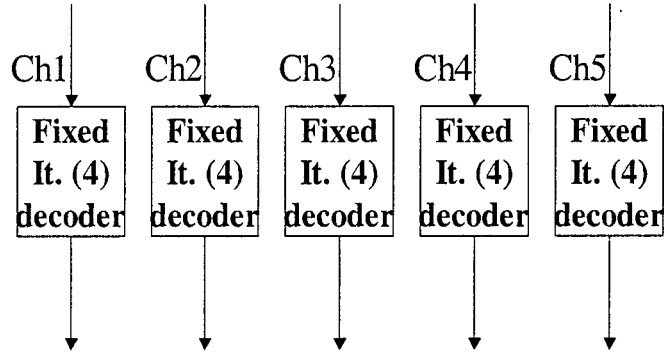 Ch1 Ch2 Ch3 Ch4 Ch5
Fixed Fixed Fixed Fixed Fixed
It. (4) It. (4) It. (4) It. (4) It. (4)
decoder decoder decoder decoder decoder